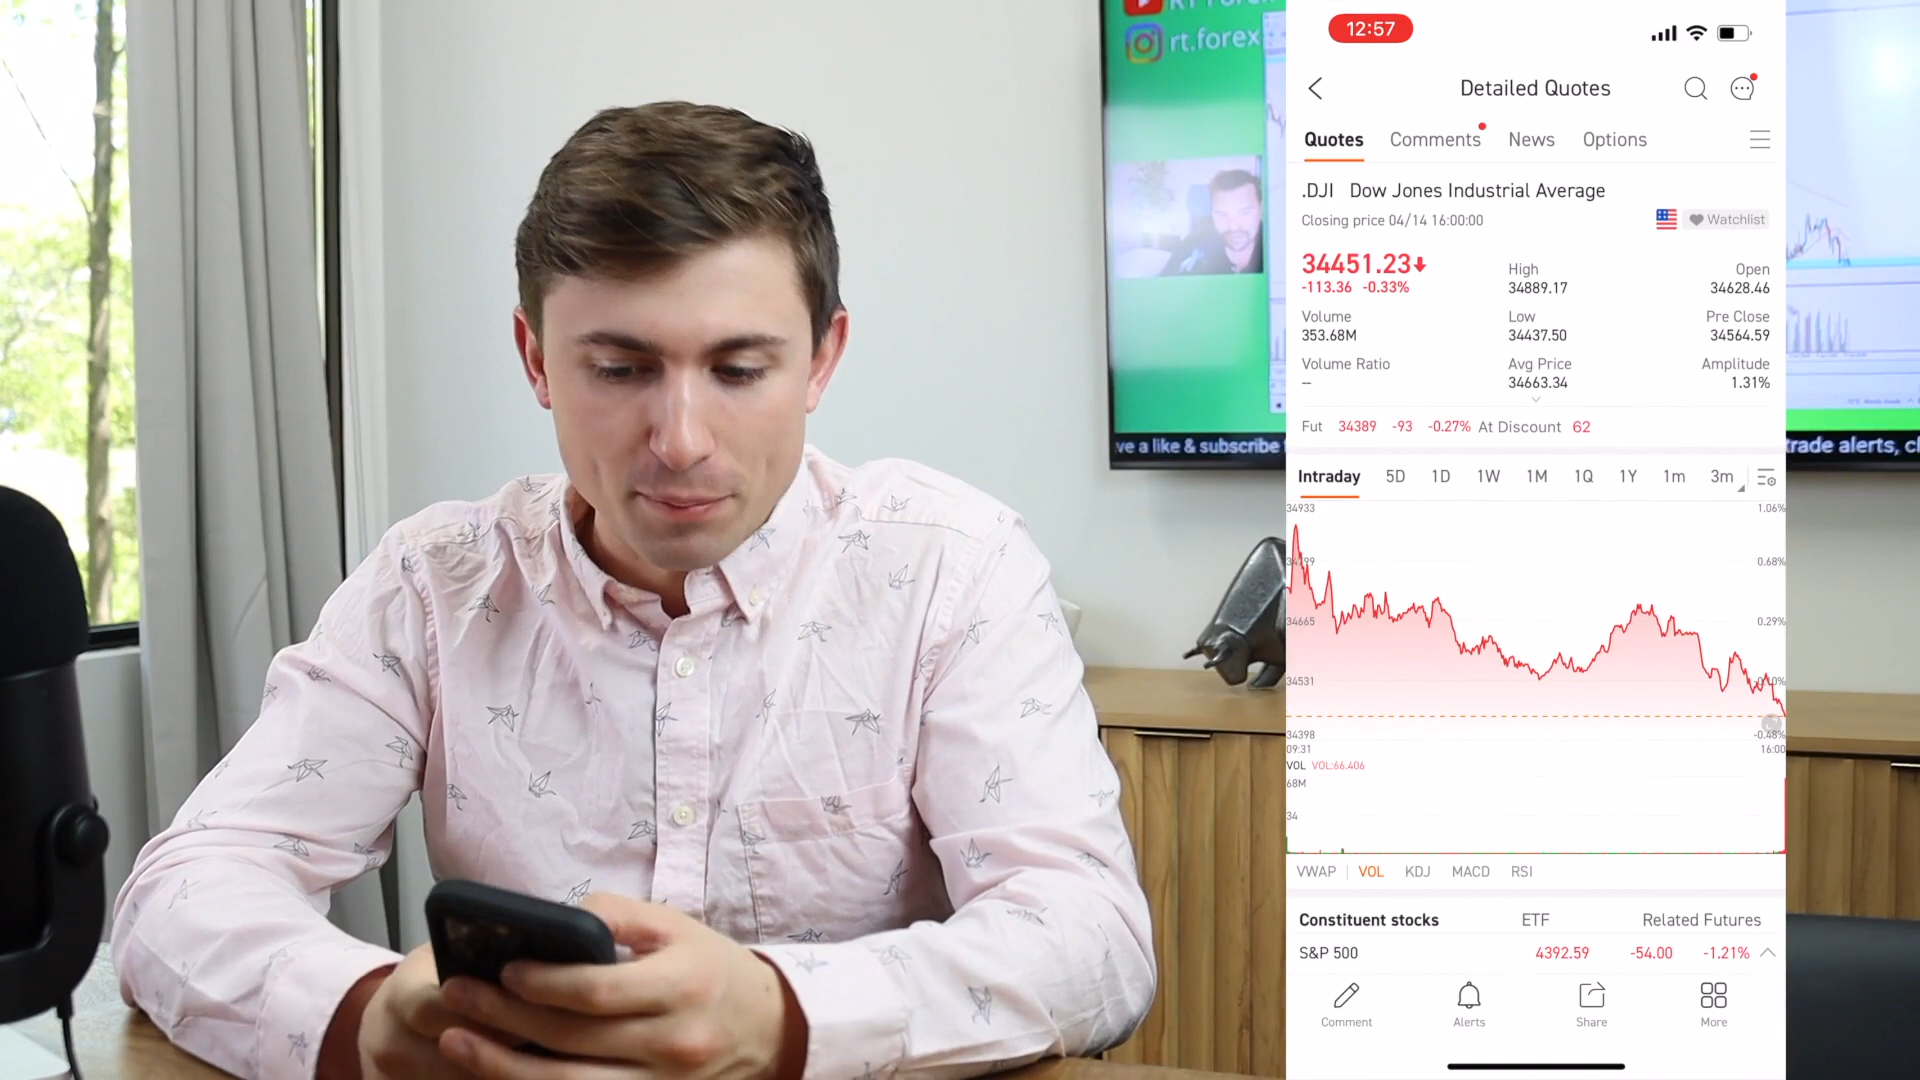 RT Forex
rt.forex
ve a like & subscribe
trade alerts, cl
12:57
Detailed Quotes
Quotes Comments News Options
.DJI Dow Jones Industrial Average
Closing price 04/14 16:00:00
Watchlist
34451.23
-113.36 -0.33%
High
34889.17
Open
34628.46
Volume
353.68M
Low
34437.50
Pre Close
34564.59
Volume Ratio
--
Avg Price
34663.34
Amplitude
1.31%
Fut 34389 -93 -0.27% At Discount 62
Intraday 5D 1D 1W 1M 1Q 1Y 1m 3m
34933 1.06%
34799 0.68%
34665 0.29%
34531 -0.10%
34398 -0.48%
09:31 16:00
VOL VOL:66.406
68M
34
VWAP VOL KDJ MACD RSI
Constituent stocks ETF Related Futures
S&P 500 4392.59 -54.00 -1.21%
Comment Alerts Share More